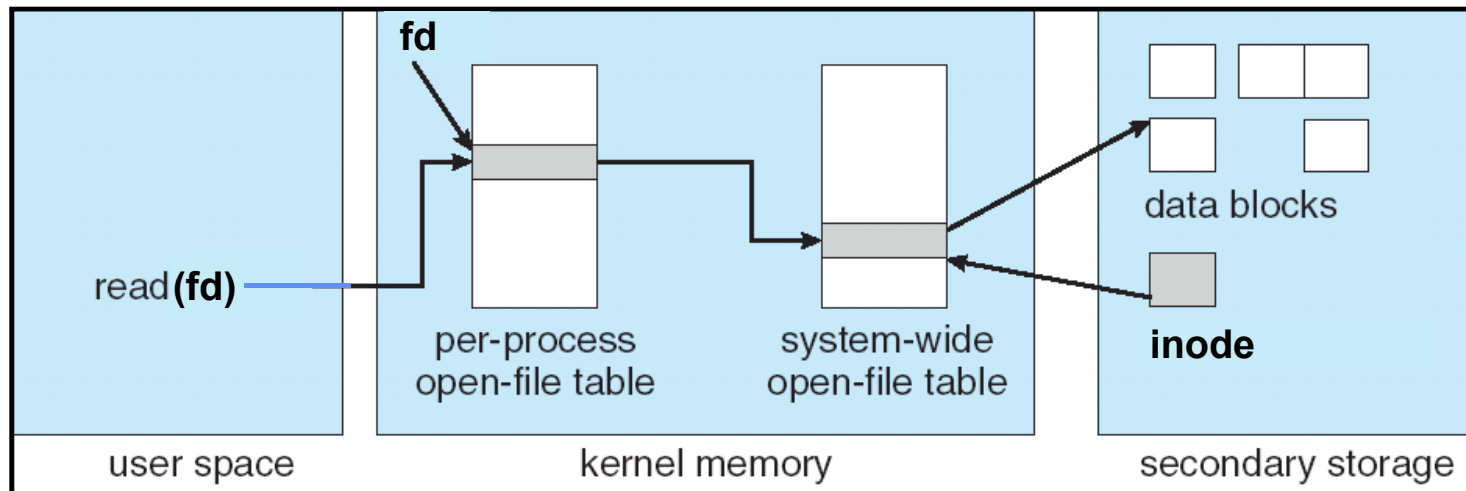 fd
read(fd)
per-process
open-file table
system-wide
open-file table
data blocks
inode
user space
kernel memory
secondary storage